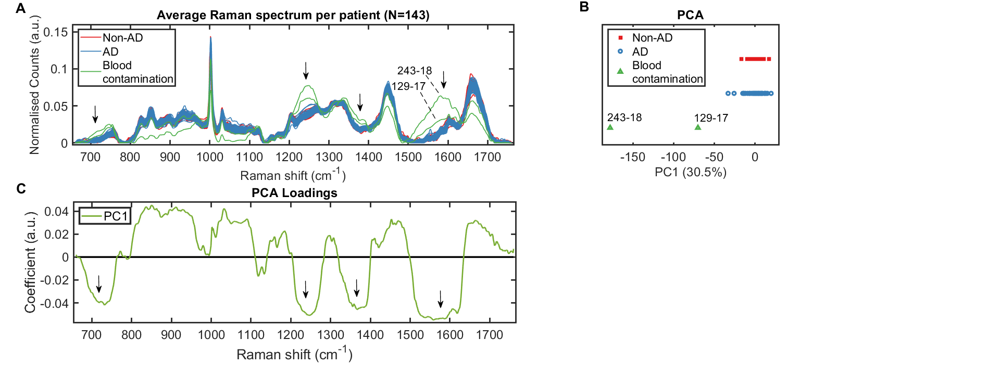 A
Average Raman spectrum per patient (N=143)
Normalised Counts (a.u.)
0.15
0.1
0.05
0
Non-AD
AD
Blood
contamination
243-18
129-17
700 800 900 1000 1100 1200 1300 1400 1500 1600 1700
Raman shift (cm-1)
B
PCA
Non-AD
AD
Blood
contamination
243-18 129-17
-150 -100 -50 0
PC1 (30.5%)
C
PCA Loadings
Coefficient (a.u.)
0.04
0.02
0
-0.02
-0.04
PC1
700 800 900 1000 1100 1200 1300 1400 1500 1600 1700
Raman shift (cm-1)